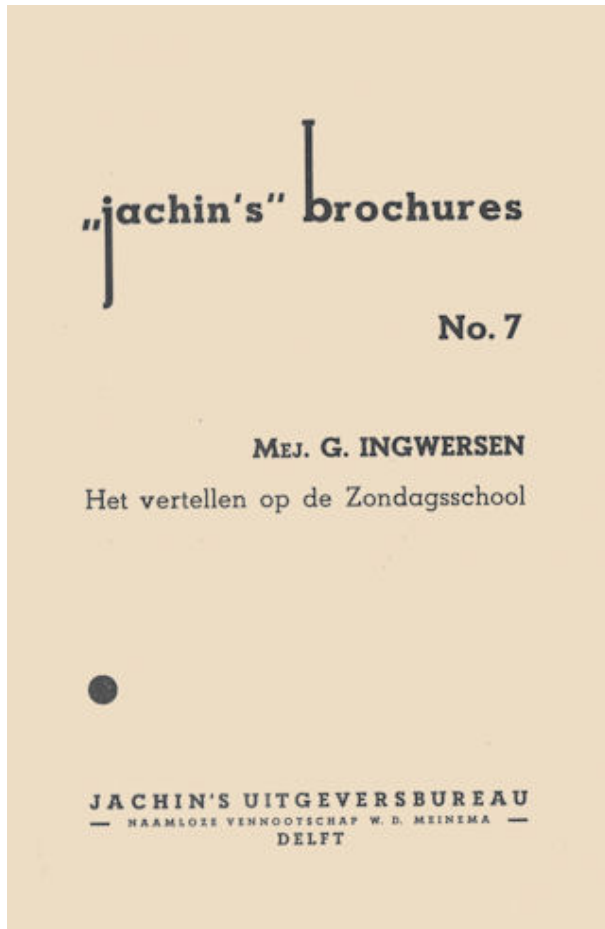 „jachin's" brochures
No. 7
MEJ. G. INGWERSEN
Het vertellen op de Zondagsschool
JACHIN'S UITGEVERSBUREAU
— NAAMLOZE VENNOOTSCHAP W. D. MEINEMA —
DELFT